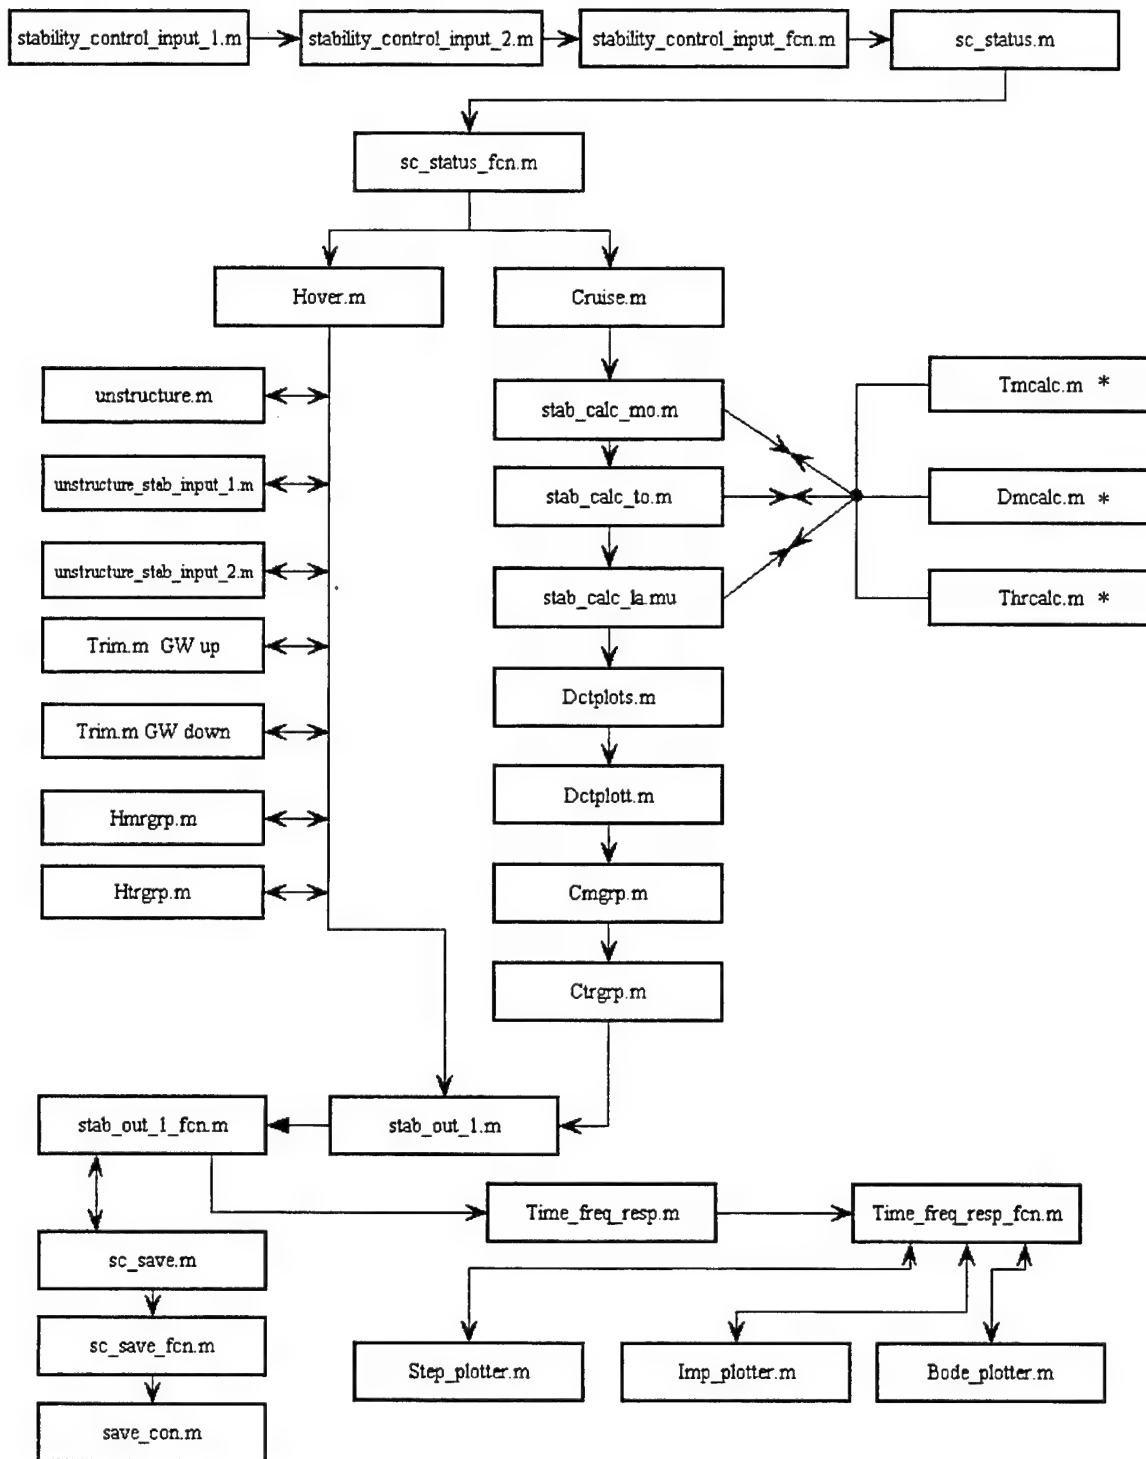 stability_control_input_1.m
stability_control_input_2.m
stability_control_input_fcn.m
sc_status.m
sc_status_fcn.m
Hover.m
Cruise.m
unstructure.m
stab_calc_mo.m
Tmcalc.m *
unstructure_stab_input_1.m
stab_calc_to.m
Dmcalc.m *
unstructure_stab_input_2.m
stab_calc_la.mu
Thrcalc.m *
Trim.m GW up
Dctplots.m
Trim.m GW down
Dctplott.m
Hmrgrp.m
Cmgrp.m
Htrgrp.m
Ctrgrp.m
stab_out_1_fcn.m
stab_out_1.m
Time_freq_resp.m
Time_freq_resp_fcn.m
sc_save.m
sc_save_fcn.m
Step_plotter.m
Imp_plotter.m
Bode_plotter.m
save_con.m